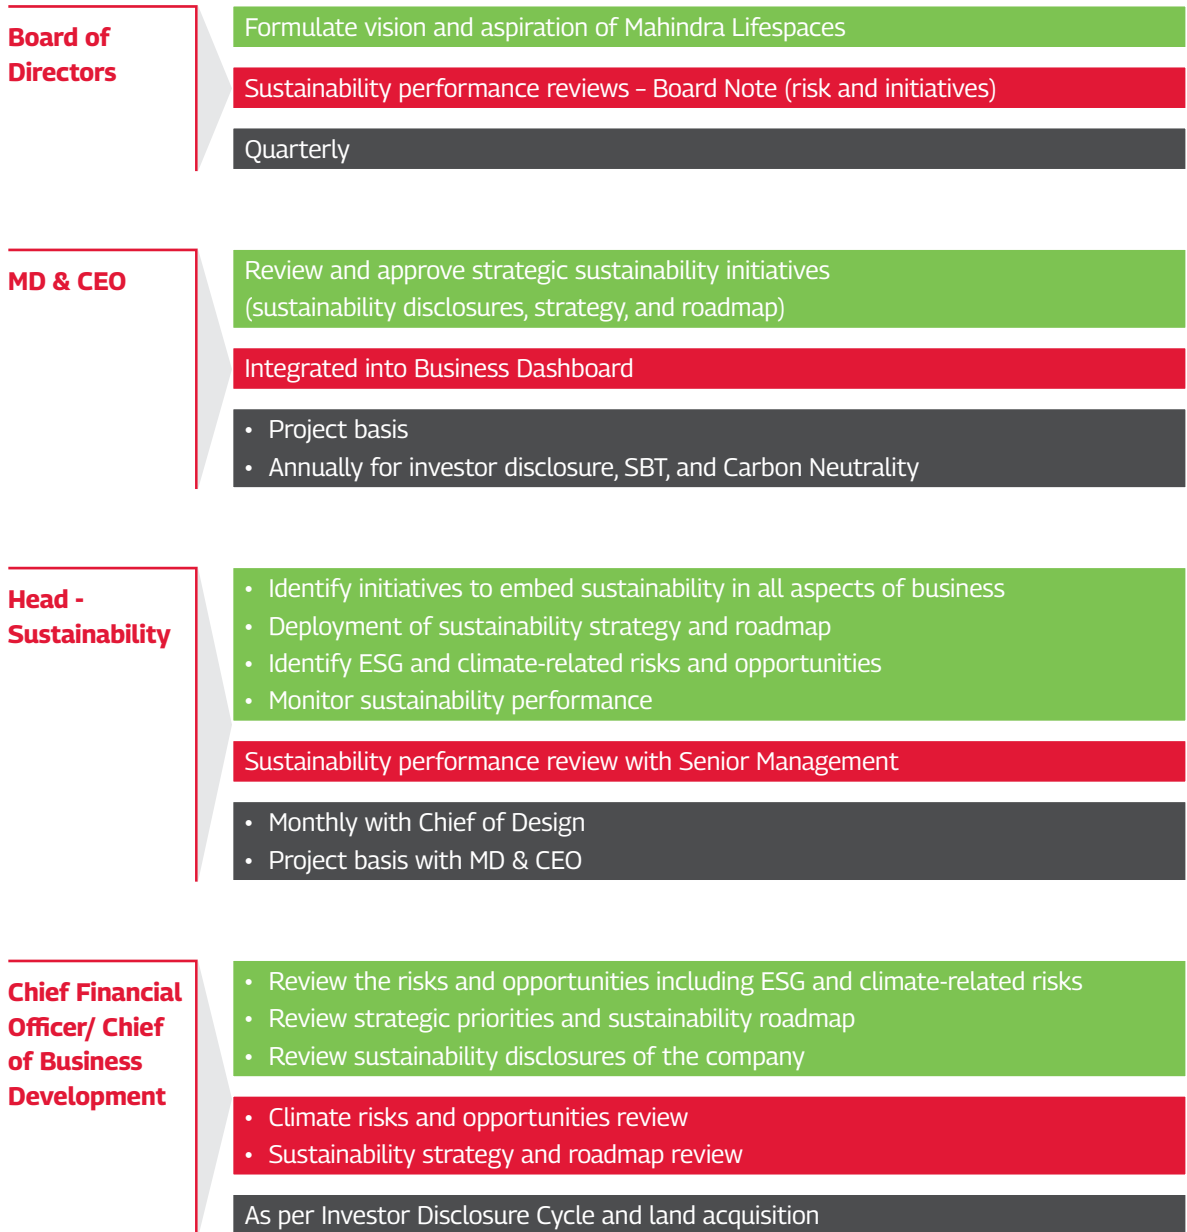 Board of
Directors
Formulate vision and aspiration of Mahindra Lifespaces
Sustainability performance reviews – Board Note (risk and initiatives)
Quarterly
MD & CEO
Review and approve strategic sustainability initiatives
(sustainability disclosures, strategy, and roadmap)
Integrated into Business Dashboard
• Project basis
• Annually for investor disclosure, SBT, and Carbon Neutrality
Head -
Sustainability
• Identify initiatives to embed sustainability in all aspects of business
• Deployment of sustainability strategy and roadmap
• Identify ESG and climate-related risks and opportunities
• Monitor sustainability performance
Sustainability performance review with Senior Management
• Monthly with Chief of Design
• Project basis with MD & CEO
Chief Financial
Officer/ Chief
of Business
Development
• Review the risks and opportunities including ESG and climate-related risks
• Review strategic priorities and sustainability roadmap
• Review sustainability disclosures of the company
• Climate risks and opportunities review
• Sustainability strategy and roadmap review
As per Investor Disclosure Cycle and land acquisition